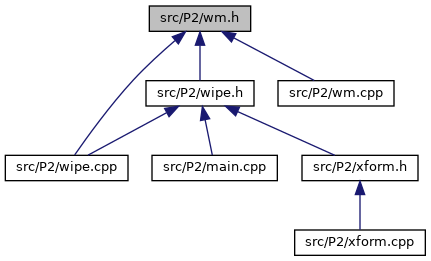 src/P2/wm.h
src/P2/wipe.h
src/P2/wm.cpp
src/P2/wipe.cpp
src/P2/main.cpp
src/P2/xform.h
src/P2/xform.cpp